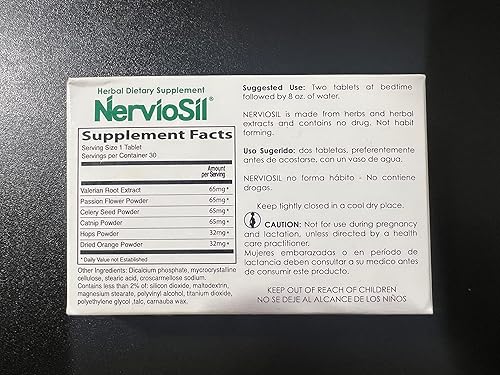 Herbal Dietary Supplement
NervioSil®
Supplement Facts
Serving Size 1 Tablet
Servings per Container 30
Amount
per Serving
Valerian Root Extract 65mg*
Passion Flower Powder 65mg*
Celery Seed Powder 65mg*
Catnip Powder 65mg*
Hops Powder 32mg*
Dried Orange Powder 32mg*
* Daily Value not Established
Other Ingredients: Dicalcium phosphate, mycrocrystalline
cellulose, stearic acid, croscarmellose sodium.
Contains less than 2% of: silicon dioxide, maltodextrin,
magnesium stearate, polyvinyl alcohol, titanium dioxide,
polyethylene glycol ,talc, carnauba wax.
Suggested Use: Two tablets at bedtime
followed by 8 oz. of water.
NERVIOSIL is made from herbs and herbal
extracts and contains no drug. Not habit
forming.
Uso Sugerido: dos tabletas, preferentemente
antes de acostarse, con un vaso de agua.
NERVIOSIL no forma hábito - No contiene
drogas.
Keep tightly closed in a cool dry place.
CAUTION: Not for use during pregnancy
and lactation, unless directed by a health
care practitioner.
Mujeres embarazadas o en periodo de
lactancia deben consultar a su medico antes
de consumir este producto.
KEEP OUT OF REACH OF CHILDREN
NO SE DEJE AL ALCANCE DE LOS NIÑOS